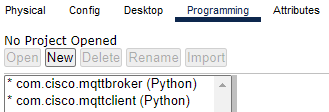 Physical Config Desktop Programming Attributes
No Project Opened
Open New Delete Rename Import
* com.cisco.mqttbroker (Python)
* com.cisco.mqttclient (Python)